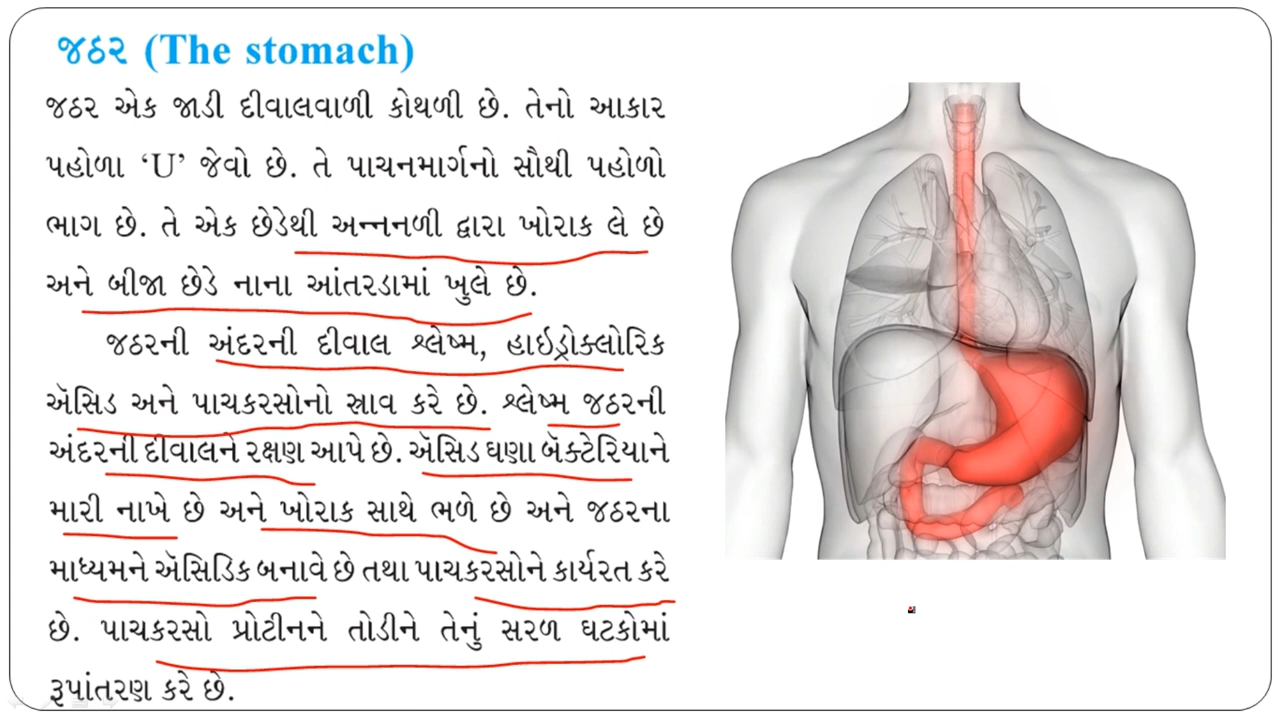 જઠર (The stomach)
જઠર એક જાડી દીવાલવાળી કોથળી છે. તેનો આકાર
પહોળા ‘U’ જેવો છે. તે પાચનમાર્ગનો સૌથી પહોળો
ભાગ છે. તે એક છેડેથી અન્નનળી દ્વારા ખોરાક લે છે
અને બીજા છેડે નાના આંતરડામાં ખુલે છે.
જઠરની અંદરની દીવાલ શ્લેષ્મ, હાઇડ્રોક્લોરિક
ઍસિડ અને પાચકરસોનો સ્રાવ કરે છે. શ્લેષ્મ જઠરની
અંદરની દીવાલને રક્ષણ આપે છે. ઍસિડ ઘણા બૅક્ટેરિયાને
મારી નાખે છે અને ખોરાક સાથે ભળે છે અને જઠરના
માધ્યમને ઍસિડિક બનાવે છે તથા પાચકરસોને કાર્યરત કરે
છે. પાચકરસો પ્રોટીનને તોડીને તેનું સરળ ઘટકોમાં
રૂપાંતરણ કરે છે.